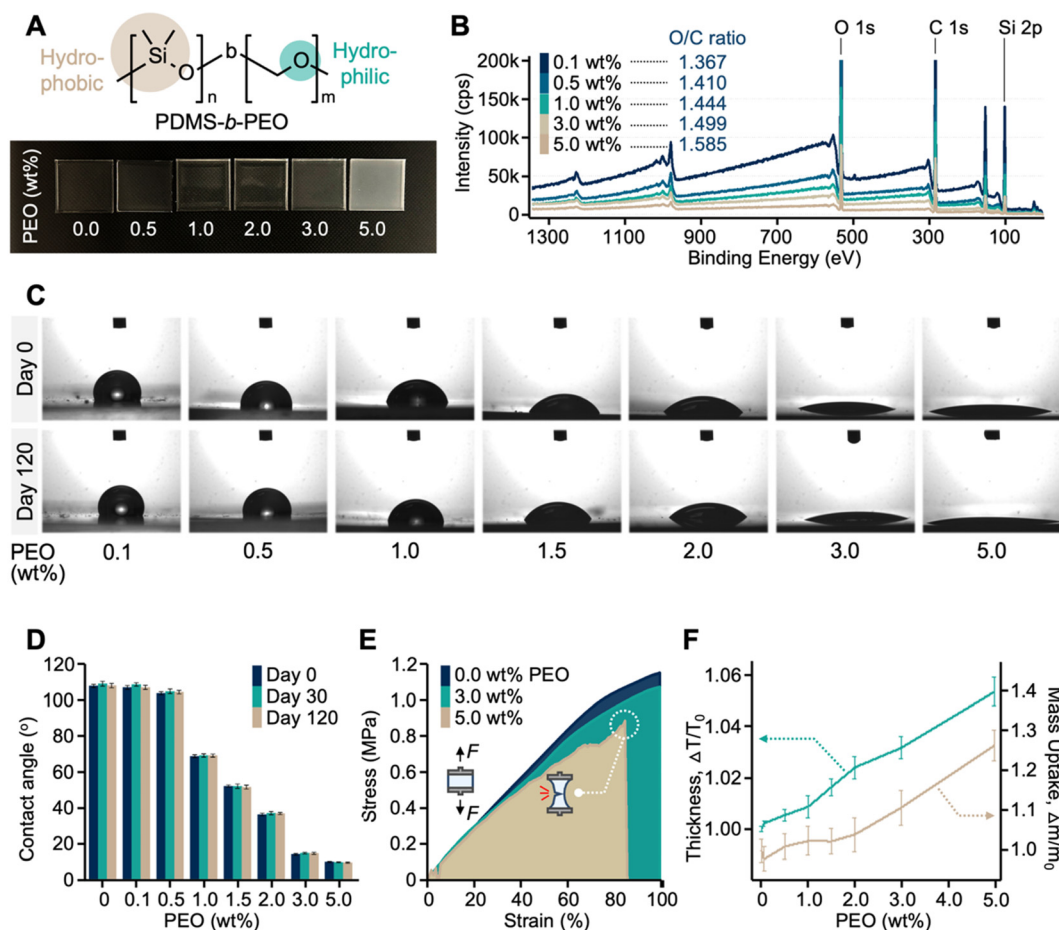 A
Hydro-
phobic
Si
O
n
b
O
m
Hydro-
philic
PDMS-b-PEO
PEO (wt%)
0.0 0.5 1.0 2.0 3.0 5.0
B
O/C ratio
0.1 wt% 1.367
0.5 wt% 1.410
1.0 wt% 1.444
3.0 wt% 1.499
5.0 wt% 1.585
O 1s C 1s Si 2p
Intensity (cps)
200k
150k
100k
50k
0
1300 1100 900 700 500 300 100
Binding Energy (eV)
C
Day 0
Day 120
PEO
(wt%)
0.1 0.5 1.0 1.5 2.0 3.0 5.0
D
Contact angle (°)
120
100
80
60
40
20
0
Day 0
Day 30
Day 120
0 0.1 0.5 1.0 1.5 2.0 3.0 5.0
PEO (wt%)
E
Stress (MPa)
1.2
1.0
0.8
0.6
0.4
0.2
0.0
0.0 wt% PEO
3.0 wt%
5.0 wt%
F
F
0 20 40 60 80 100
Strain (%)
F
Thickness, ΔT/T0
1.06
1.04
1.02
1.00
Mass Uptake, Δm/m0
1.4
1.3
1.2
1.1
1.0
0 1.0 2.0 3.0 4.0 5.0
PEO (wt%)